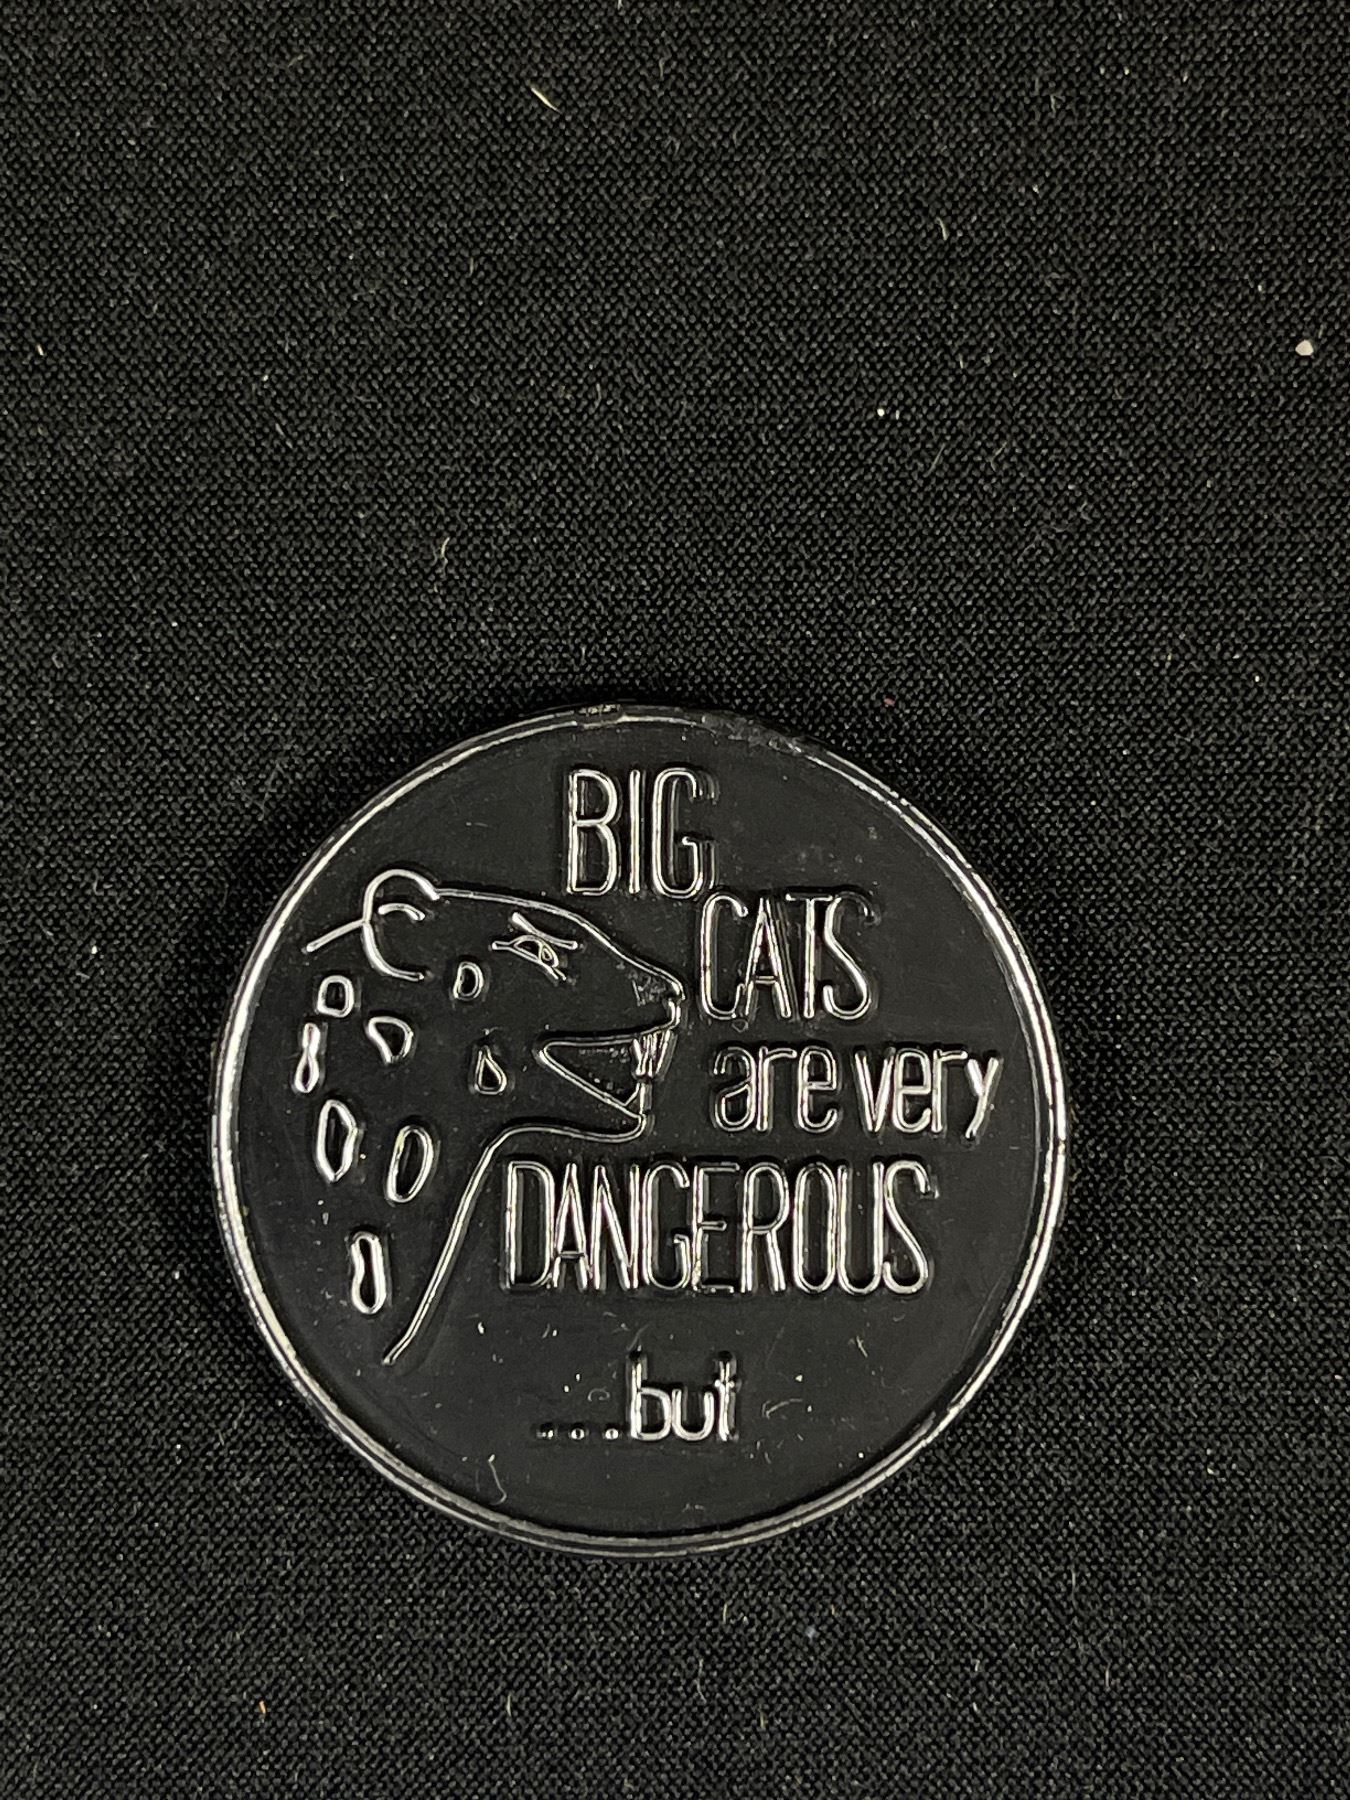 BIG
CATS
are very
DANGEROUS
...but